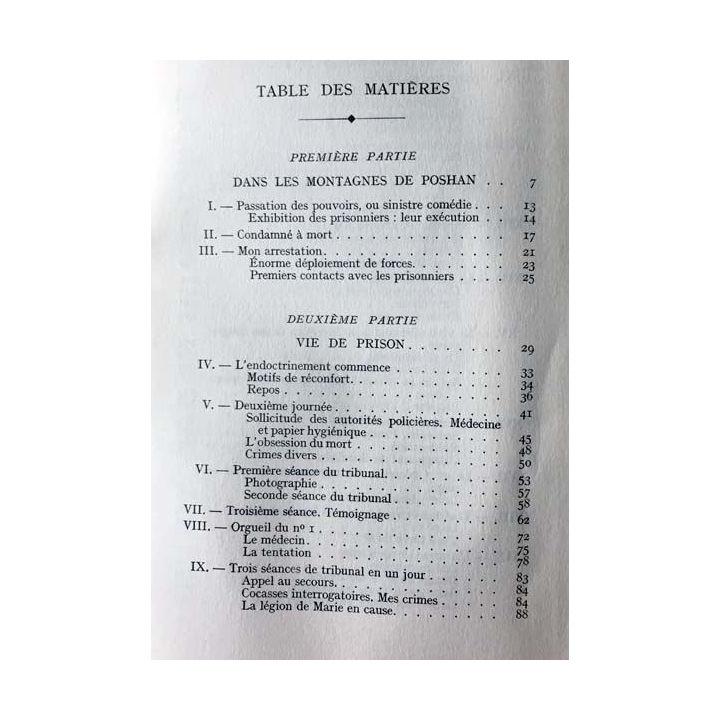 TABLE DES MATIÈRES
PREMIÈRE PARTIE
DANS LES MONTAGNES DE POSHAN . . 7
I. — Passation des pouvoirs, ou sinistre comédie . . . 13
Exhibition des prisonniers : leur exécution . . 14
II. — Condamné à mort . . . . . . . . . . . . 17
III. — Mon arrestation. . . . . . . . . . . . . 21
Énorme déploiement de forces. . . . . . . . 23
Premiers contacts avec les prisonniers . . . . 25
DEUXIÈME PARTIE
VIE DE PRISON. . . . . . . . 29
IV. — L'endoctrinement commence . . . . . . . . 33
Motifs de réconfort. . . . . . . . . . . . 34
Repos . . . . . . . . . . . . . . . . . 36
V. — Deuxième journée . . . . . . . . . . . . 41
Sollicitude des autorités policières. Médecine
et papier hygiénique . . . . . . . . . . 45
L'obsession du mort . . . . . . . . . . . 48
Crimes divers . . . . . . . . . . . . . . 50
VI. — Première séance du tribunal. . . . . . . . . 53
Photographie . . . . . . . . . . . . . . 57
Seconde séance du tribunal . . . . . . . . . 58
VII. — Troisième séance. Témoignage . . . . . . . . 62
VIII. — Orgueil du nº 1 . . . . . . . . . . . . . 72
Le médecin. . . . . . . . . . . . . . . 75
La tentation . . . . . . . . . . . . . . 78
IX. — Trois séances de tribunal en un jour . . . . . . 83
Appel au secours. . . . . . . . . . . . . 84
Cocasses interrogatoires. Mes crimes . . . . . 84
La légion de Marie en cause. . . . . . . . . 88